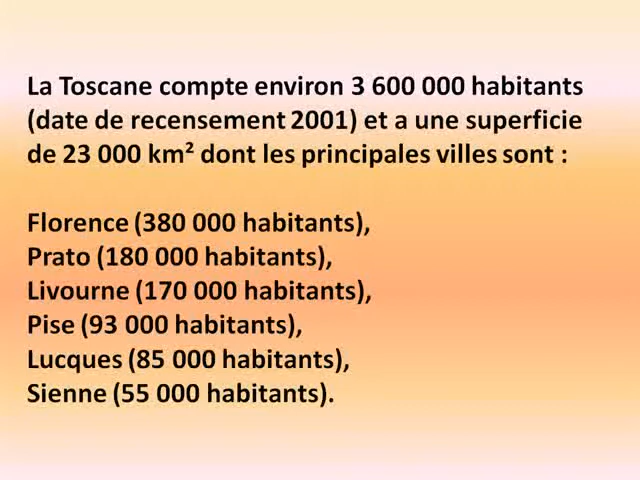 La Toscane compte environ 3 600 000 habitants
(date de recensement 2001) et a une superficie
de 23 000 km² dont les principales villes sont :
Florence (380 000 habitants),
Prato (180 000 habitants),
Livourne (170 000 habitants),
Pise (93 000 habitants),
Lucques (85 000 habitants),
Sienne (55 000 habitants).